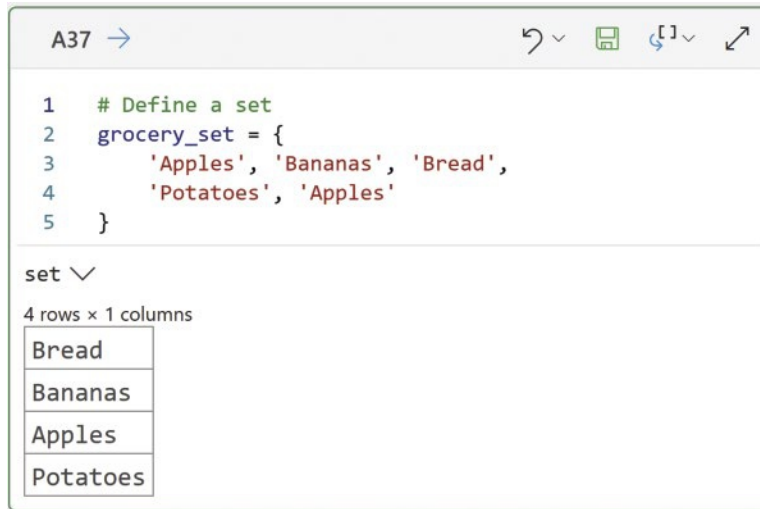 A37
1 # Define a set
2 grocery_set = {
3 'Apples', 'Bananas', 'Bread',
4 'Potatoes', 'Apples'
5 }
set
4 rows × 1 columns
Bread
Bananas
Apples
Potatoes